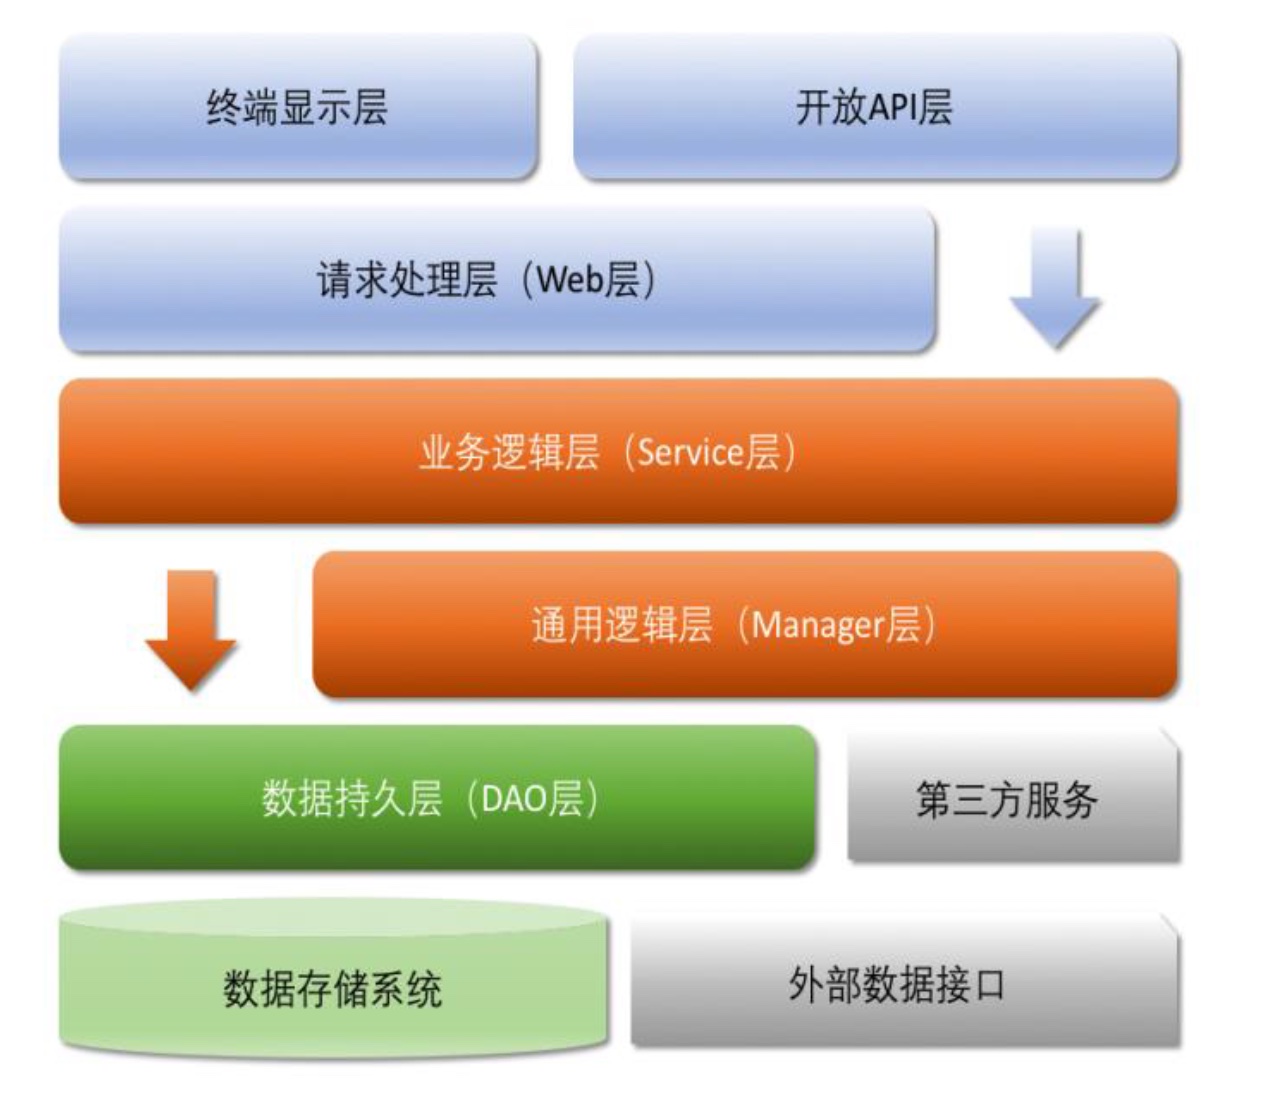 终端显示层
开放API层
请求处理层（Web层）
业务逻辑层（Service层）
通用逻辑层（Manager层）
数据持久层（DAO层）
第三方服务
数据存储系统
外部数据接口